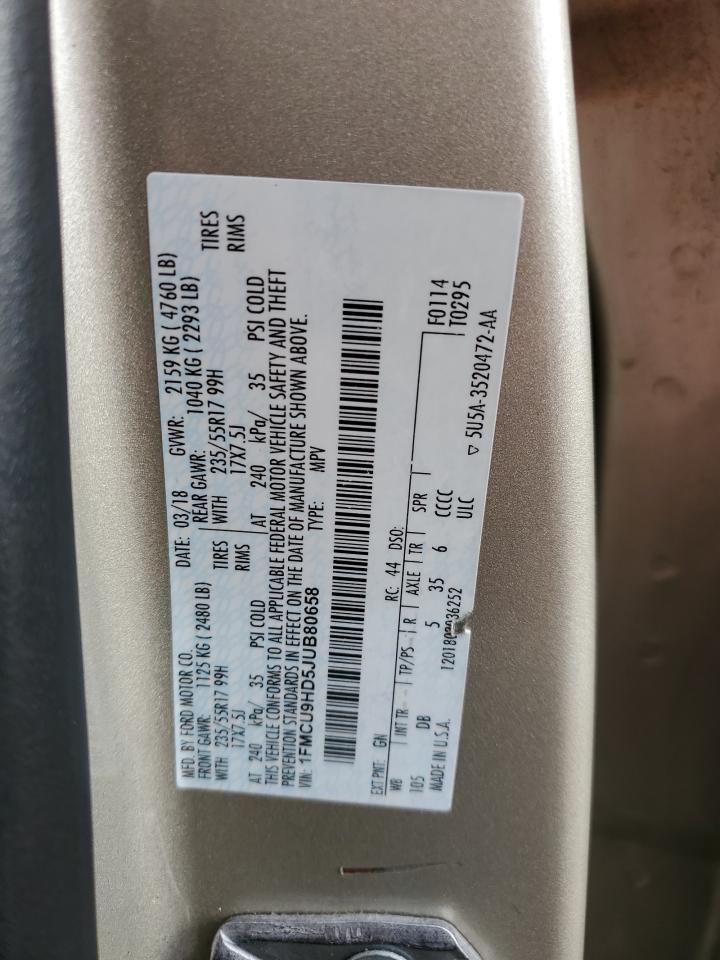 MFD. BY FORD MOTOR CO.
DATE: 03/18 GVWR: 2159 KG ( 4760 LB)
FRONT GAWR: 1125 KG ( 2480 LB) REAR GAWR: 1040 KG ( 2293 LB)
WITH 235/55R17 99H TIRES WITH 235/55R17 99H TIRES
17X7.5J RIMS 17X7.5J RIMS
AT 240 kPa/ 35 PSI COLD AT 240 kPa/ 35 PSI COLD
THIS VEHICLE CONFORMS TO ALL APPLICABLE FEDERAL MOTOR VEHICLE SAFETY AND THEFT
PREVENTION STANDARDS IN EFFECT ON THE DATE OF MANUFACTURE SHOWN ABOVE.
VIN: 1FMCU9HD5JUB80658 TYPE: MPV
EXT PNT: GN RC: 44 DSO: F0114
WB INT TR TP/PS R AXLE TR SPR T0295
105 DB 5 35 6 CCCC
MADE IN U.S.A. ULC ▽ 5U5A-3520472-AA